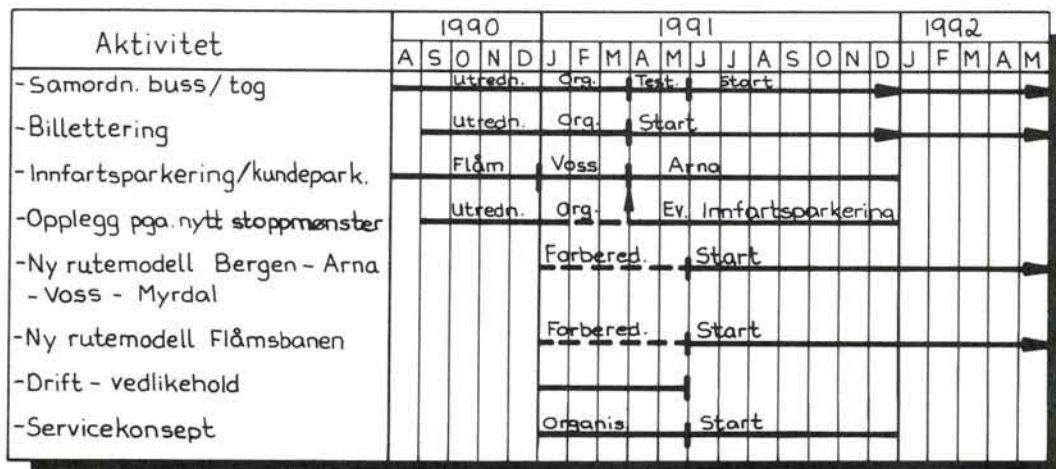 Aktivitet 1990 1991 1992
A S O N D J F M A M J J A S O N D J F M A M
-Samordn. buss/tog Utredn. Org. Test. Start
-Billettering Utredn. Org. Start
-Innfartsparkering/kundepark. Flåm Voss Arna
-Opplegg pga. nytt stoppmønster Utredn. Org. Ev. Innfartsparkering
-Ny rutemodell Bergen - Arna Forbered. Start
- Voss - Myrdal
-Ny rutemodell Flåmsbanen Forbered. Start
-Drift - vedlikehold
-Servicekonsept Organis. Start